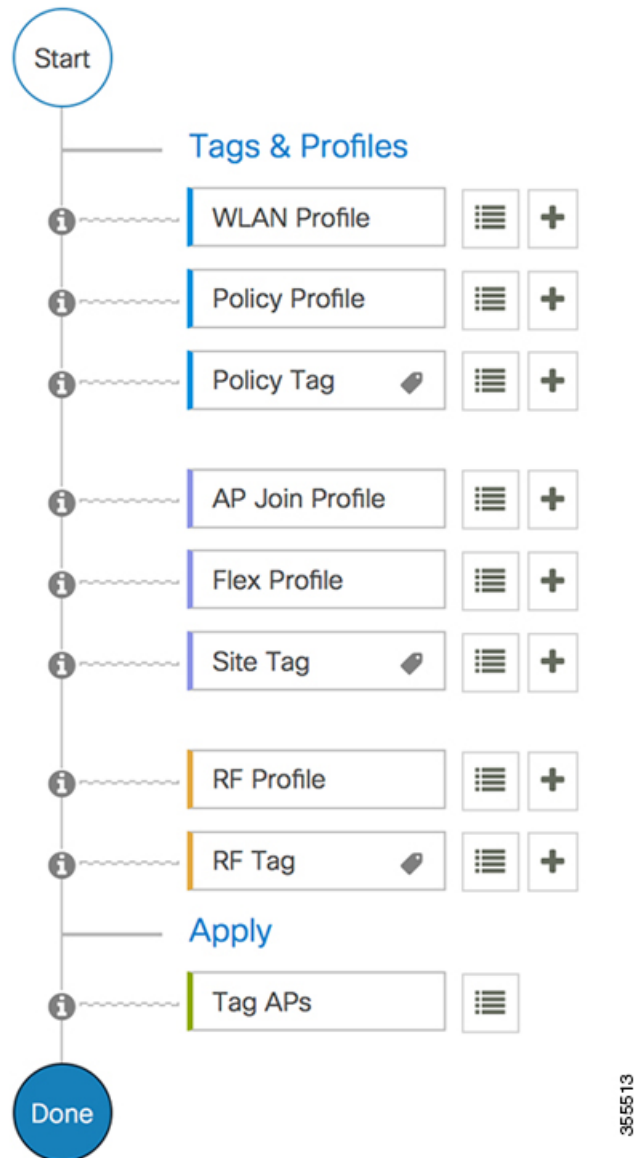 Start
Tags & Profiles
WLAN Profile
Policy Profile
Policy Tag
AP Join Profile
Flex Profile
Site Tag
RF Profile
RF Tag
Apply
Tag APs
Done
355513